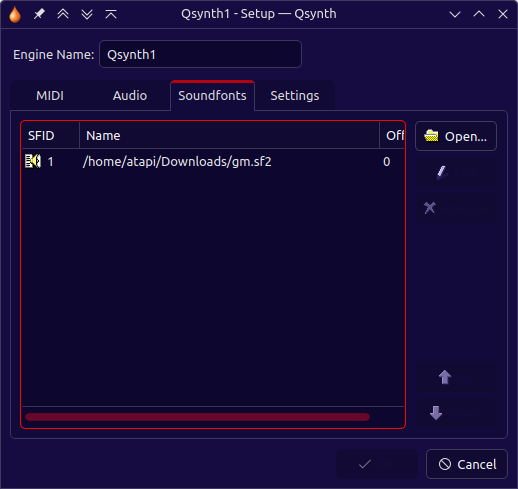 Qsynth1 - Setup — Qsynth
Engine Name: Qsynth1
MIDI Audio Soundfonts Settings
SFID Name Off
1 /home/atapi/Downloads/gm.sf2 0
Open...
Cancel